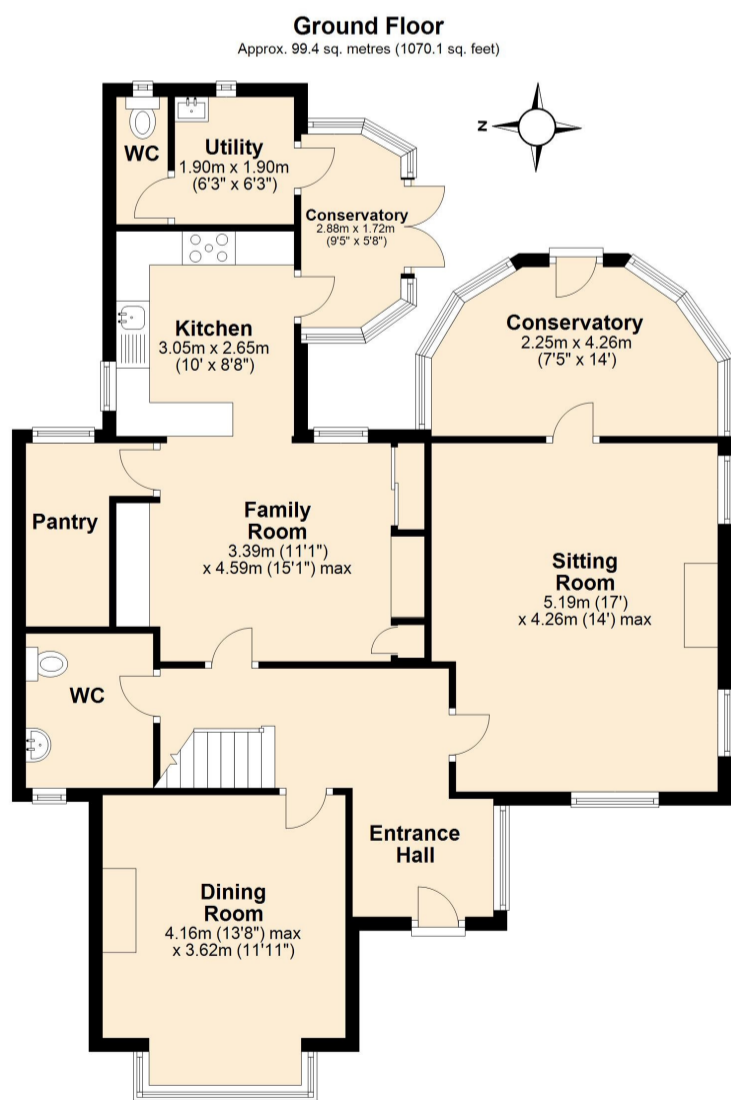 Ground Floor
Approx. 99.4 sq. metres (1070.1 sq. feet)
N
WC
Utility
1.90m x 1.90m
(6'3" x 6'3")
Conservatory
2.88m x 1.72m
(9'5" x 5'8")
Kitchen
3.05m x 2.65m
(10' x 8'8")
Conservatory
2.25m x 4.26m
(7'5" x 14')
Pantry
Family
Room
3.39m (11'1")
x 4.59m (15'1") max
Sitting
Room
5.19m (17')
x 4.26m (14') max
WC
Entrance
Hall
Dining
Room
4.16m (13'8") max
x 3.62m (11'11")